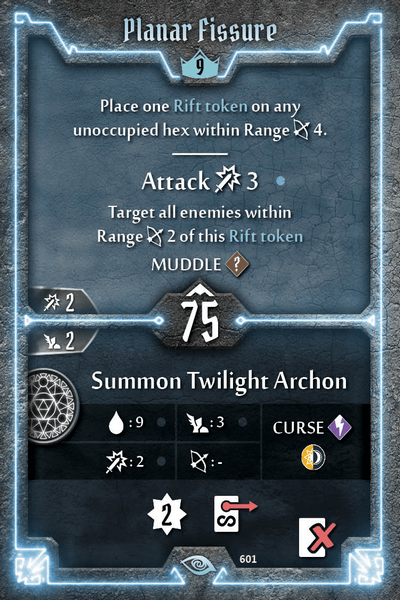 Planar Fissure
9
Place one Rift token on any
unoccupied hex within Range 4.
Attack 3
Target all enemies within
Range 2 of this Rift token
MUDDLE ?
2
75
2
Summon Twilight Archon
: 9
: 3
CURSE
: 2
: -
2
601